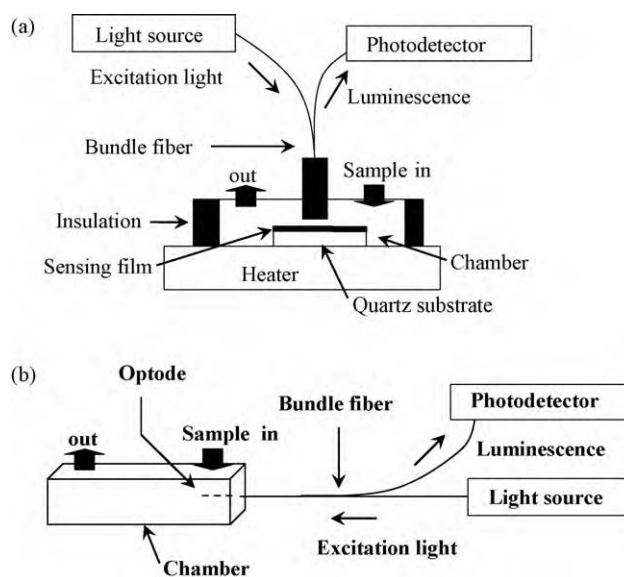 (a)
Light source
Photodetector
Excitation light
Luminescence
Bundle fiber
out
Sample in
Insulation
Sensing film
Chamber
Heater
Quartz substrate
(b)
Optode
Bundle fiber
Photodetector
out
Sample in
Luminescence
Light source
Excitation light
Chamber